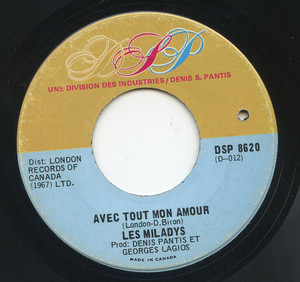 DSP
UNE DIVISION DES INDUSTRIES/DENIS S. PANTIS
Dist: LONDON
RECORDS OF
CANADA
(1967) LTD.
DSP 8620
(D-012)
AVEC TOUT MON AMOUR
(London-D.Biron)
LES MILADYS
Prod: DENIS PANTIS ET
GEORGES LAGIOS
MADE IN CANADA